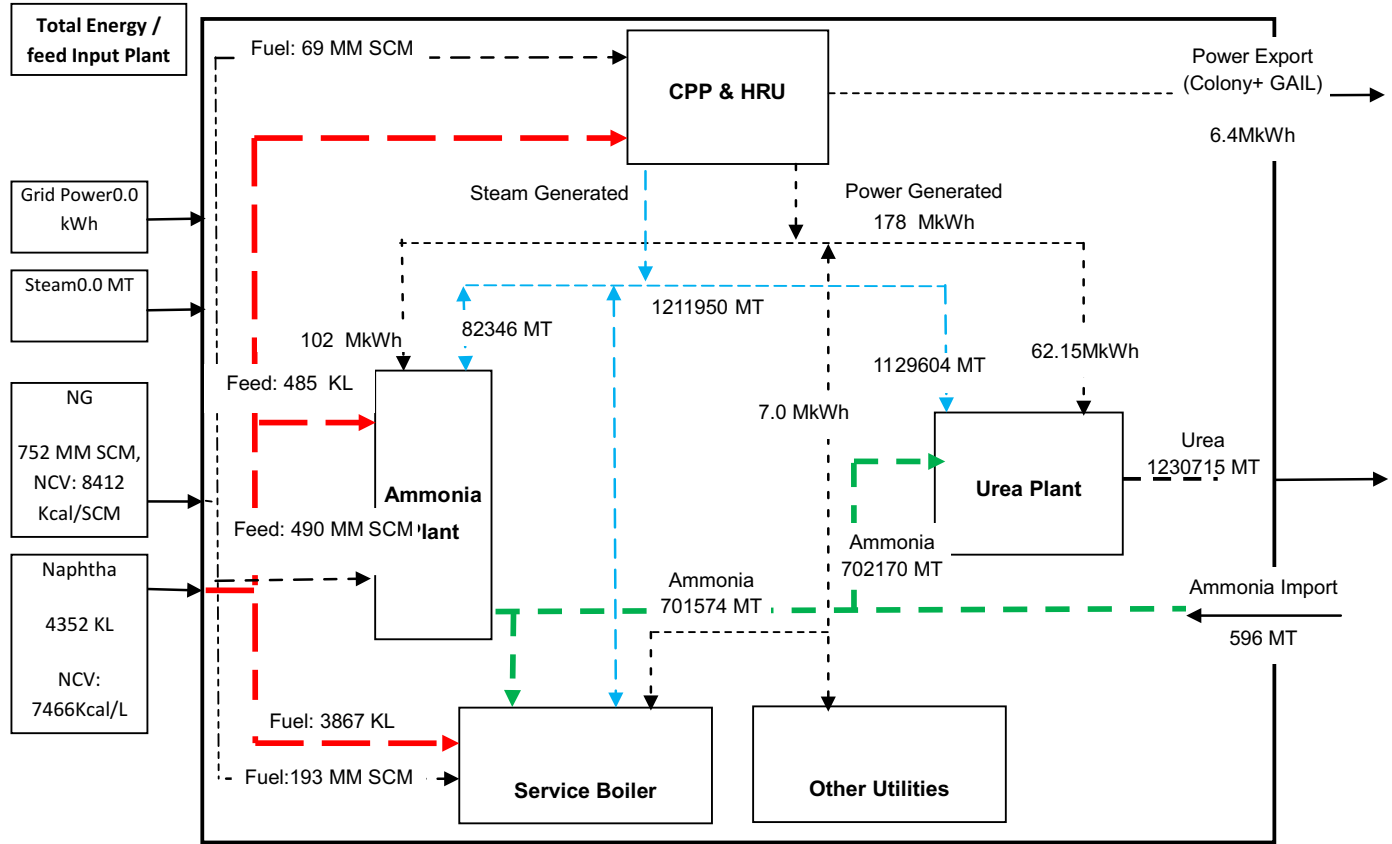 Total Energy /
feed Input Plant
Fuel: 69 MM SCM
CPP & HRU
Power Export
(Colony+ GAIL)
6.4MkWh
Grid Power0.0
kWh
Steam Generated
Power Generated
178 MkWh
Steam0.0 MT
1211950 MT
82346 MT
102 MkWh
62.15MkWh
1129604 MT
Feed: 485 KL
7.0 MkWh
NG
752 MM SCM,
NCV: 8412
Kcal/SCM
Urea
1230715 MT
Urea Plant
Ammonia
Plant
Feed: 490 MM SCM
Ammonia
702170 MT
Naphtha
4352 KL
NCV:
7466Kcal/L
Ammonia
701574 MT
Ammonia Import
596 MT
Fuel: 3867 KL
Fuel:193 MM SCM
Service Boiler
Other Utilities